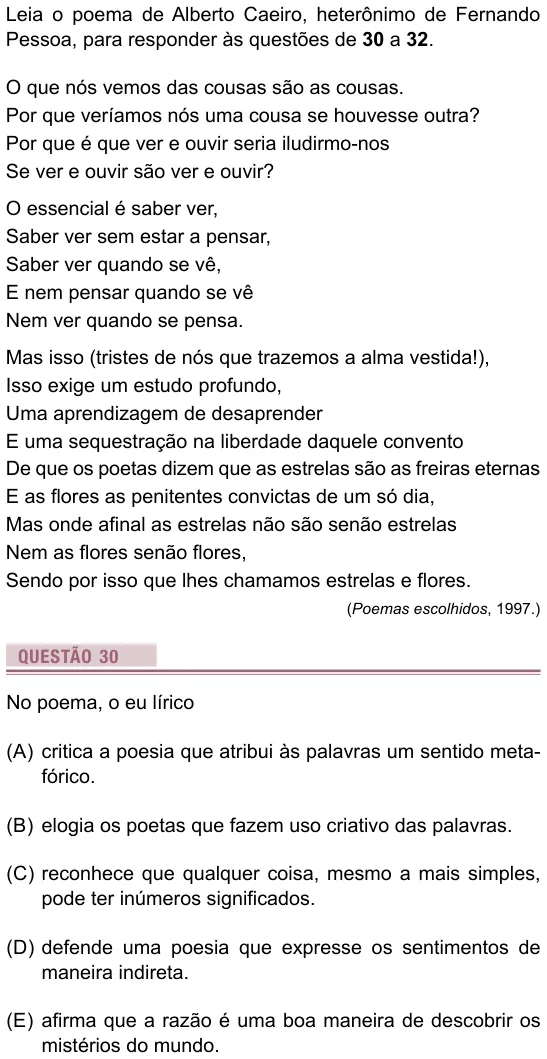 Leia o poema de Alberto Caeiro, heterônimo de Fernando
Pessoa, para responder às questões de 30 a 32.
O que nós vemos das cousas são as cousas.
Por que veríamos nós uma cousa se houvesse outra?
Por que é que ver e ouvir seria iludirmo-nos
Se ver e ouvir são ver e ouvir?
O essencial é saber ver,
Saber ver sem estar a pensar,
Saber ver quando se vê,
E nem pensar quando se vê
Nem ver quando se pensa.
Mas isso (tristes de nós que trazemos a alma vestida!),
Isso exige um estudo profundo,
Uma aprendizagem de desaprender
E uma sequestração na liberdade daquele convento
De que os poetas dizem que as estrelas são as freiras eternas
E as flores as penitentes convictas de um só dia,
Mas onde afinal as estrelas não são senão estrelas
Nem as flores senão flores,
Sendo por isso que lhes chamamos estrelas e flores.
(Poemas escolhidos, 1997.)
QUESTÃO 30
No poema, o eu lírico
(A) critica a poesia que atribui às palavras um sentido meta-
fórico.
(B) elogia os poetas que fazem uso criativo das palavras.
(C) reconhece que qualquer coisa, mesmo a mais simples,
pode ter inúmeros significados.
(D) defende uma poesia que expresse os sentimentos de
maneira indireta.
(E) afirma que a razão é uma boa maneira de descobrir os
mistérios do mundo.